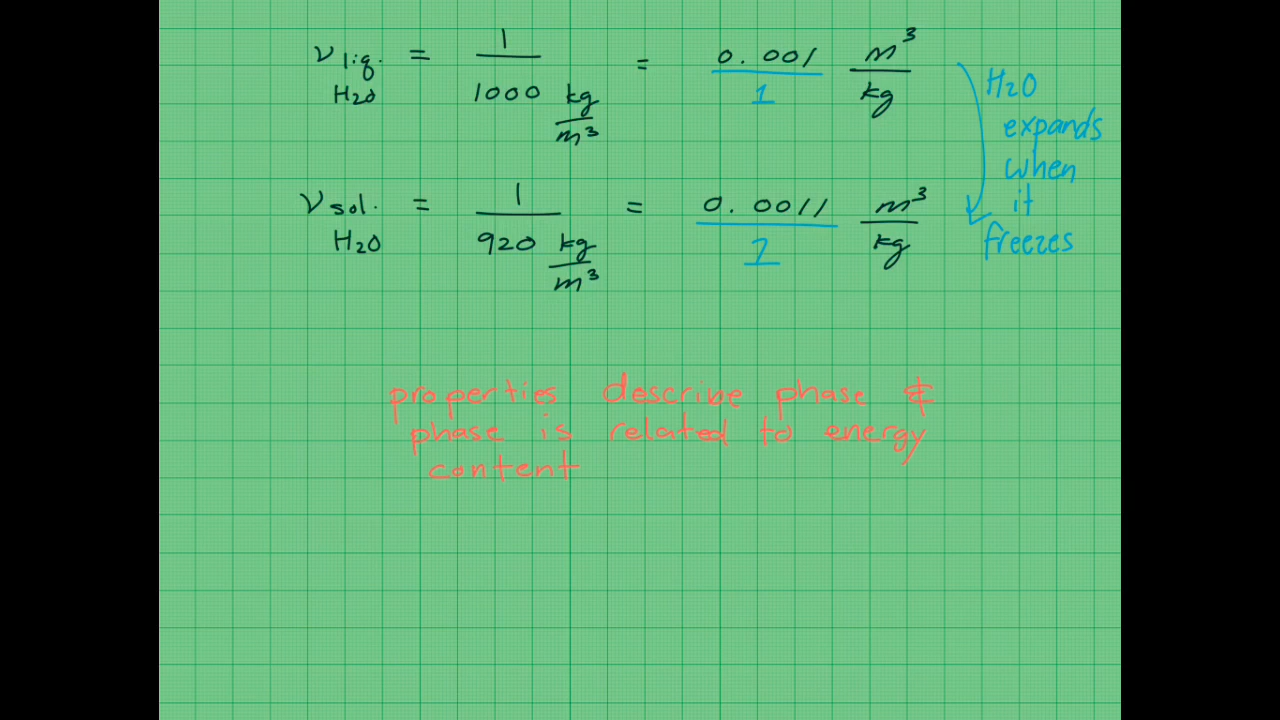 ν liq. H₂O = 1 / 1000 kg/m³ = 0.001 / 1 m³/kg
ν sol. H₂O = 1 / 920 kg/m³ = 0.0011 / 1 m³/kg
H₂O
expands
when
it
freezes
properties describe phase &
phase is related to energy
content